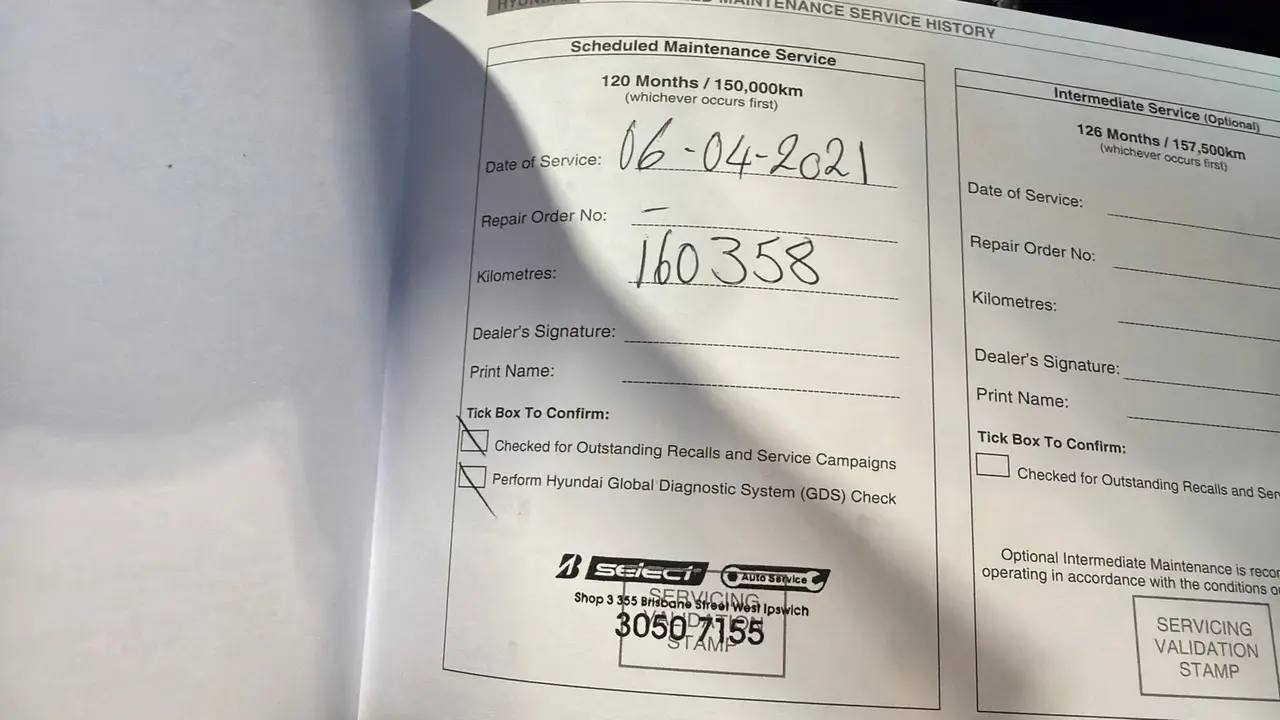 MAINTENANCE SERVICE HISTORY
Scheduled Maintenance Service
120 Months / 150,000km
(whichever occurs first)
Date of Service: 06-04-2021
Repair Order No: –
Kilometres: 160358
Dealer's Signature:
Print Name:
Tick Box To Confirm:
Checked for Outstanding Recalls and Service Campaigns
Perform Hyundai Global Diagnostic System (GDS) Check
select Auto Service
Shop 3 355 Brisbane Street West Ipswich
3050 7155
SERVICING
VALIDATION
STAMP
Intermediate Service (Optional)
126 Months / 157,500km
(whichever occurs first)
Date of Service:
Repair Order No:
Kilometres:
Dealer's Signature:
Print Name:
Tick Box To Confirm:
Checked for Outstanding Recalls and Ser
Optional Intermediate Maintenance is recor
operating in accordance with the conditions o
SERVICING
VALIDATION
STAMP